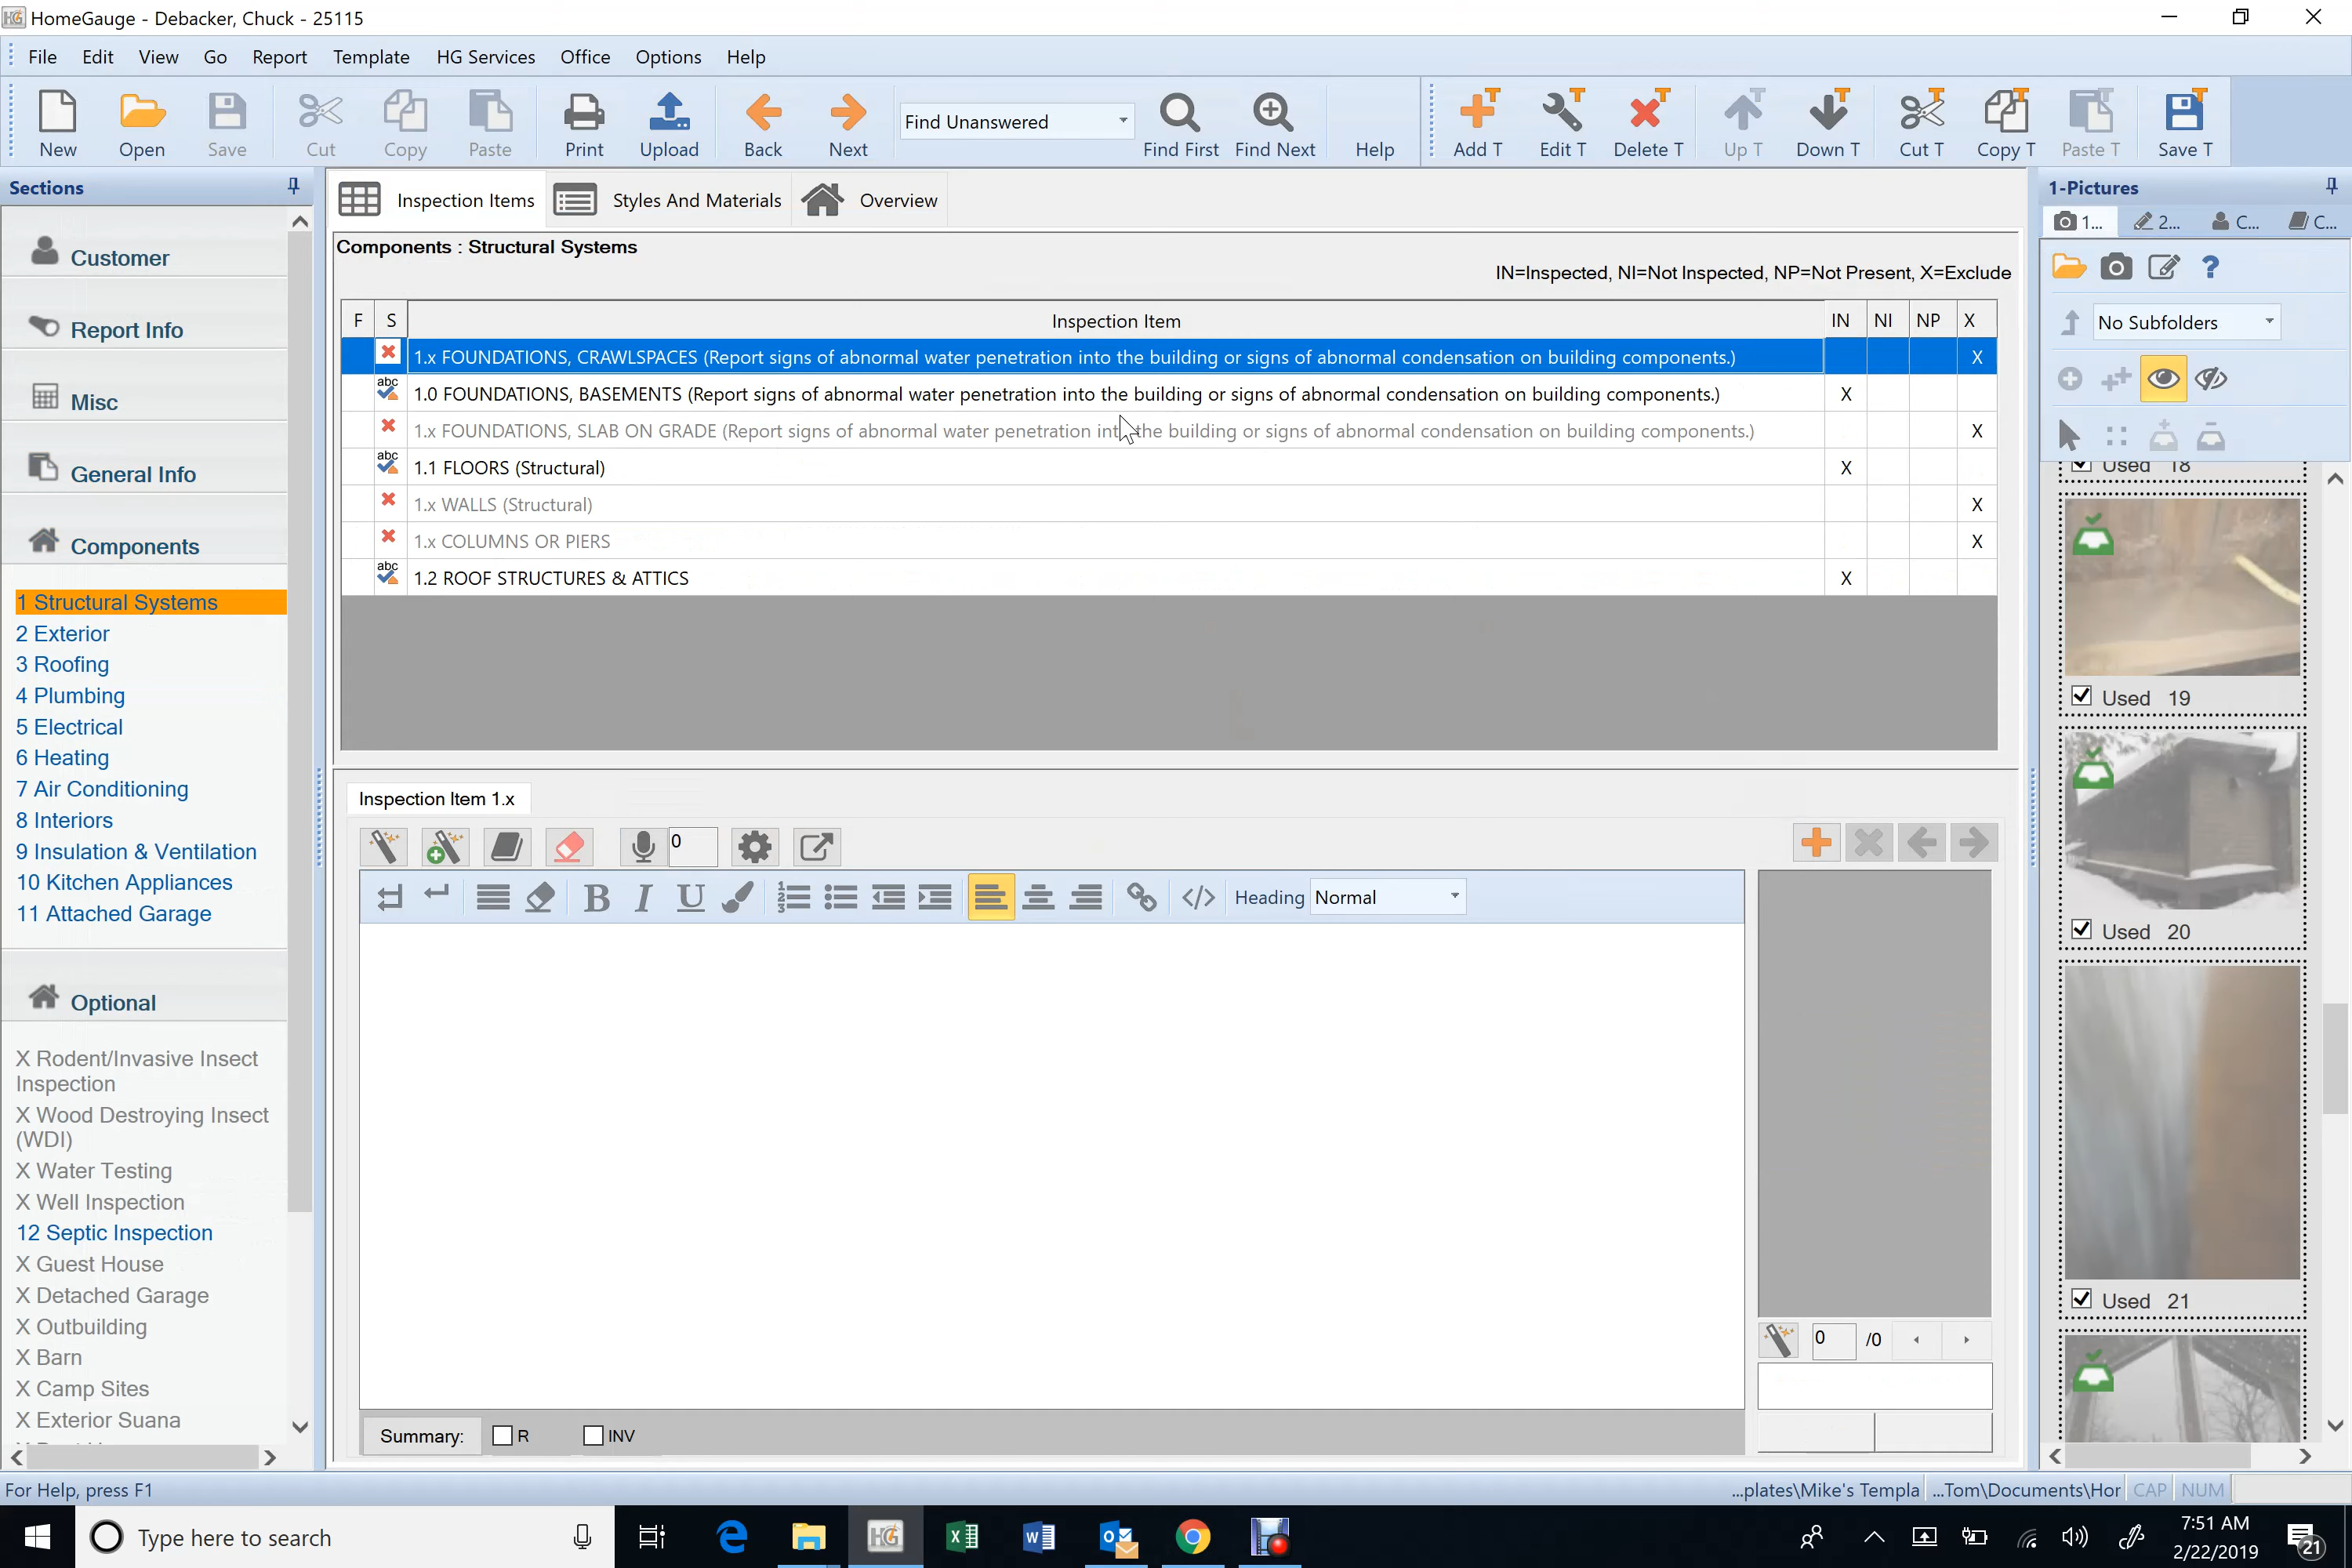 HomeGauge - Debacker, Chuck - 25115
File Edit View Go Report Template HG Services Office Options Help
New Open Save Cut Copy Paste Print Upload Back Next Find Unanswered Find First Find Next Help Add T Edit T Delete T Up T Down T Cut T Copy T Paste T Save T
Sections
Customer
Report Info
Misc
General Info
Components
1 Structural Systems
2 Exterior
3 Roofing
4 Plumbing
5 Electrical
6 Heating
7 Air Conditioning
8 Interiors
9 Insulation & Ventilation
10 Kitchen Appliances
11 Attached Garage
Optional
X Rodent/Invasive Insect
Inspection
X Wood Destroying Insect
(WDI)
X Water Testing
X Well Inspection
12 Septic Inspection
X Guest House
X Detached Garage
X Outbuilding
X Barn
X Camp Sites
X Exterior Suana
Inspection Items Styles And Materials Overview
Components : Structural Systems
IN=Inspected, NI=Not Inspected, NP=Not Present, X=Exclude
F S Inspection Item IN NI NP X
1.x FOUNDATIONS, CRAWLSPACES (Report signs of abnormal water penetration into the building or signs of abnormal condensation on building components.) X
abc 1.0 FOUNDATIONS, BASEMENTS (Report signs of abnormal water penetration into the building or signs of abnormal condensation on building components.) X
1.x FOUNDATIONS, SLAB ON GRADE (Report signs of abnormal water penetration into the building or signs of abnormal condensation on building components.) X
abc 1.1 FLOORS (Structural) X
1.x WALLS (Structural) X
1.x COLUMNS OR PIERS X
abc 1.2 ROOF STRUCTURES & ATTICS X
Inspection Item 1.x
0
B I U Heading Normal
0 /0
Summary: R INV
1-Pictures
1... 2... C... C...
No Subfolders
Used 18
Used 19
Used 20
Used 21
For Help, press F1 ...plates\Mike's Templa ...Tom\Documents\Hor CAP NUM
Type here to search
7:51 AM
2/22/2019
21